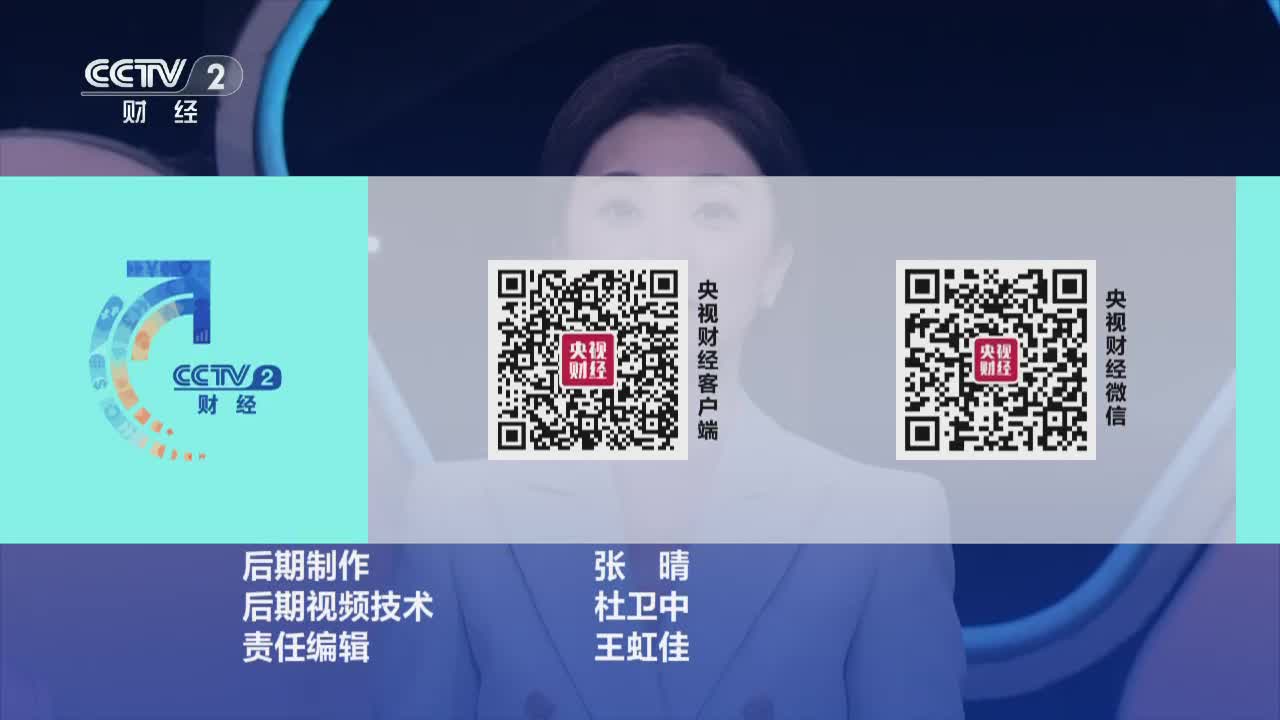 CCTV 2
财 经
CCTV 2
财 经
央视
财经
央视财经客户端
央视
财经
央视财经微信
后期制作 张 晴
后期视频技术 杜卫中
责任编辑 王虹佳